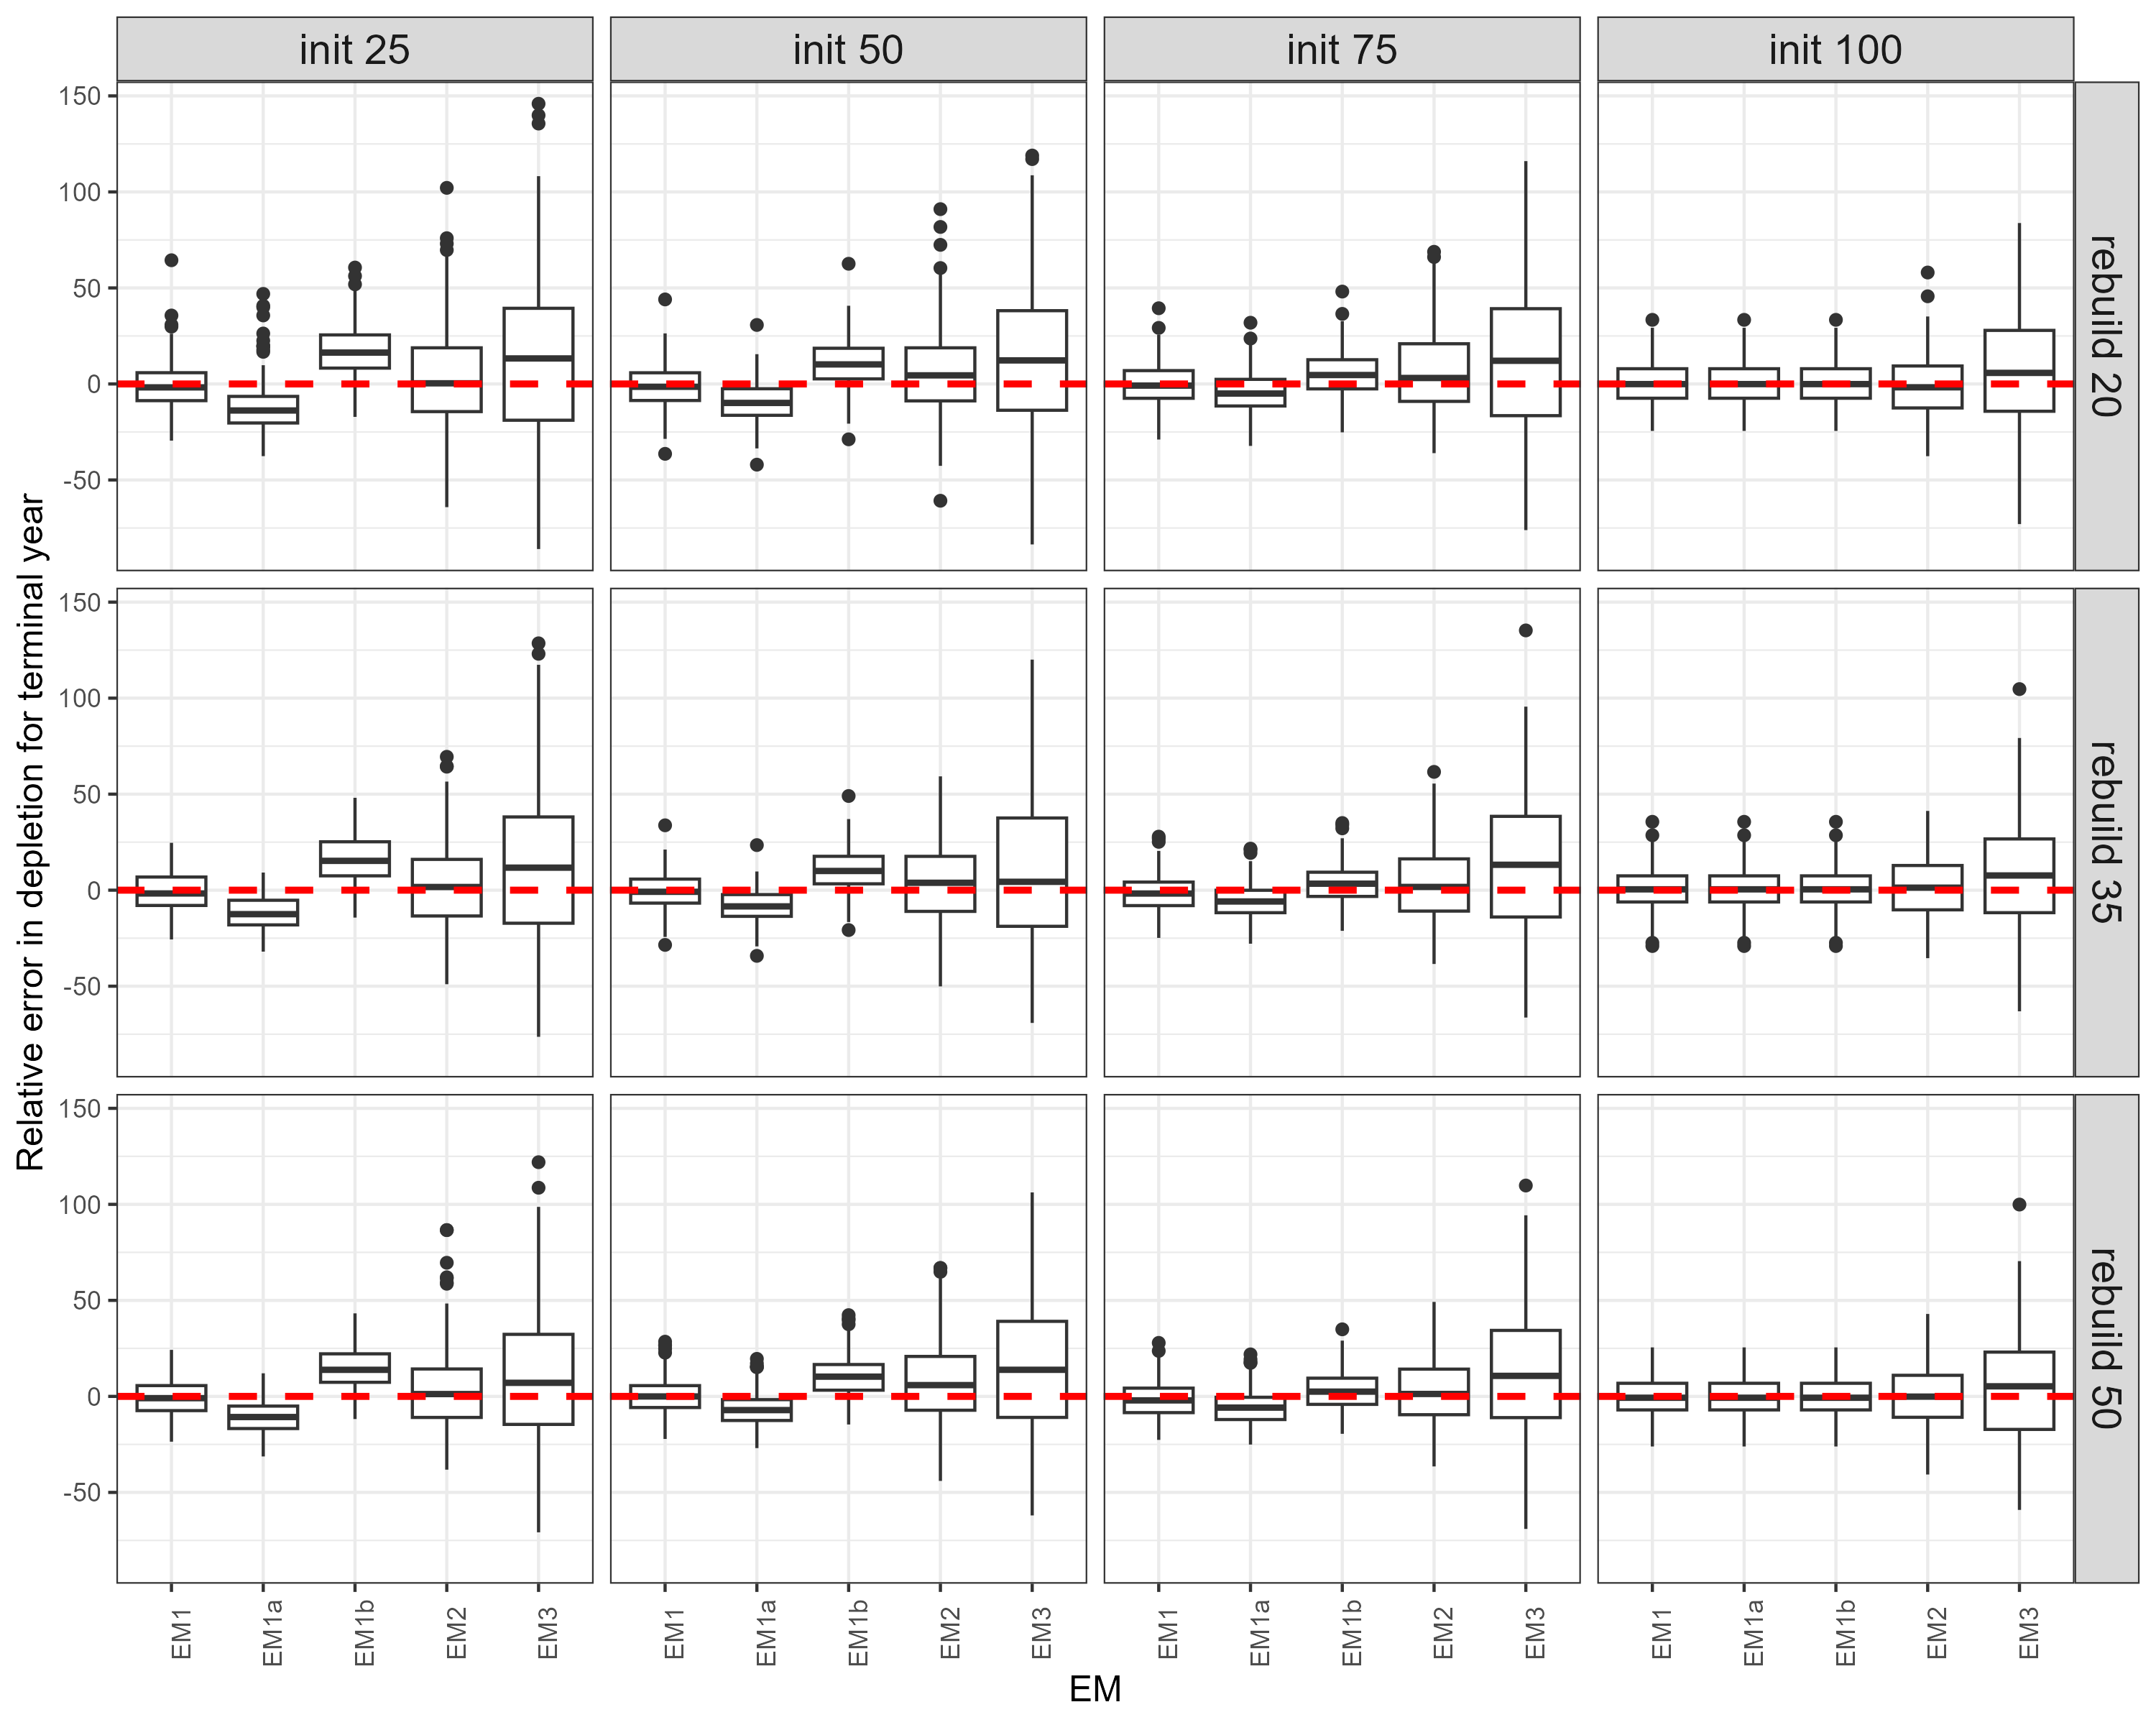 init 25
init 50
init 75
init 100
Relative error in depletion for terminal year
150
100
50
0
-50
rebuild 20
150
100
50
0
-50
rebuild 35
150
100
50
0
-50
rebuild 50
EM1
EM1a
EM1b
EM2
EM3
EM1
EM1a
EM1b
EM2
EM3
EM1
EM1a
EM1b
EM2
EM3
EM1
EM1a
EM1b
EM2
EM3
EM